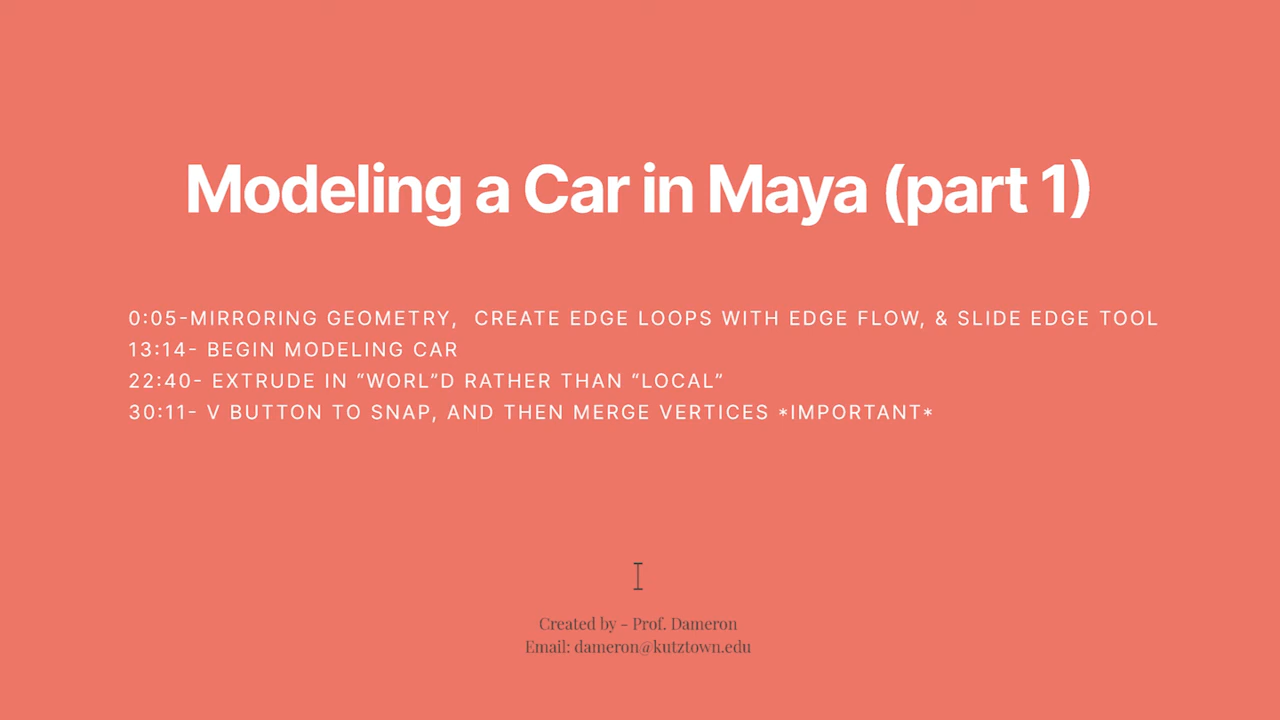 Modeling a Car in Maya (part 1)
0:05-MIRRORING GEOMETRY,  CREATE EDGE LOOPS WITH EDGE FLOW, & SLIDE EDGE TOOL
13:14- BEGIN MODELING CAR
22:40- EXTRUDE IN “WORL”D RATHER THAN “LOCAL”
30:11- V BUTTON TO SNAP, AND THEN MERGE VERTICES *IMPORTANT*
Created by - Prof. Dameron
Email: dameron@kutztown.edu